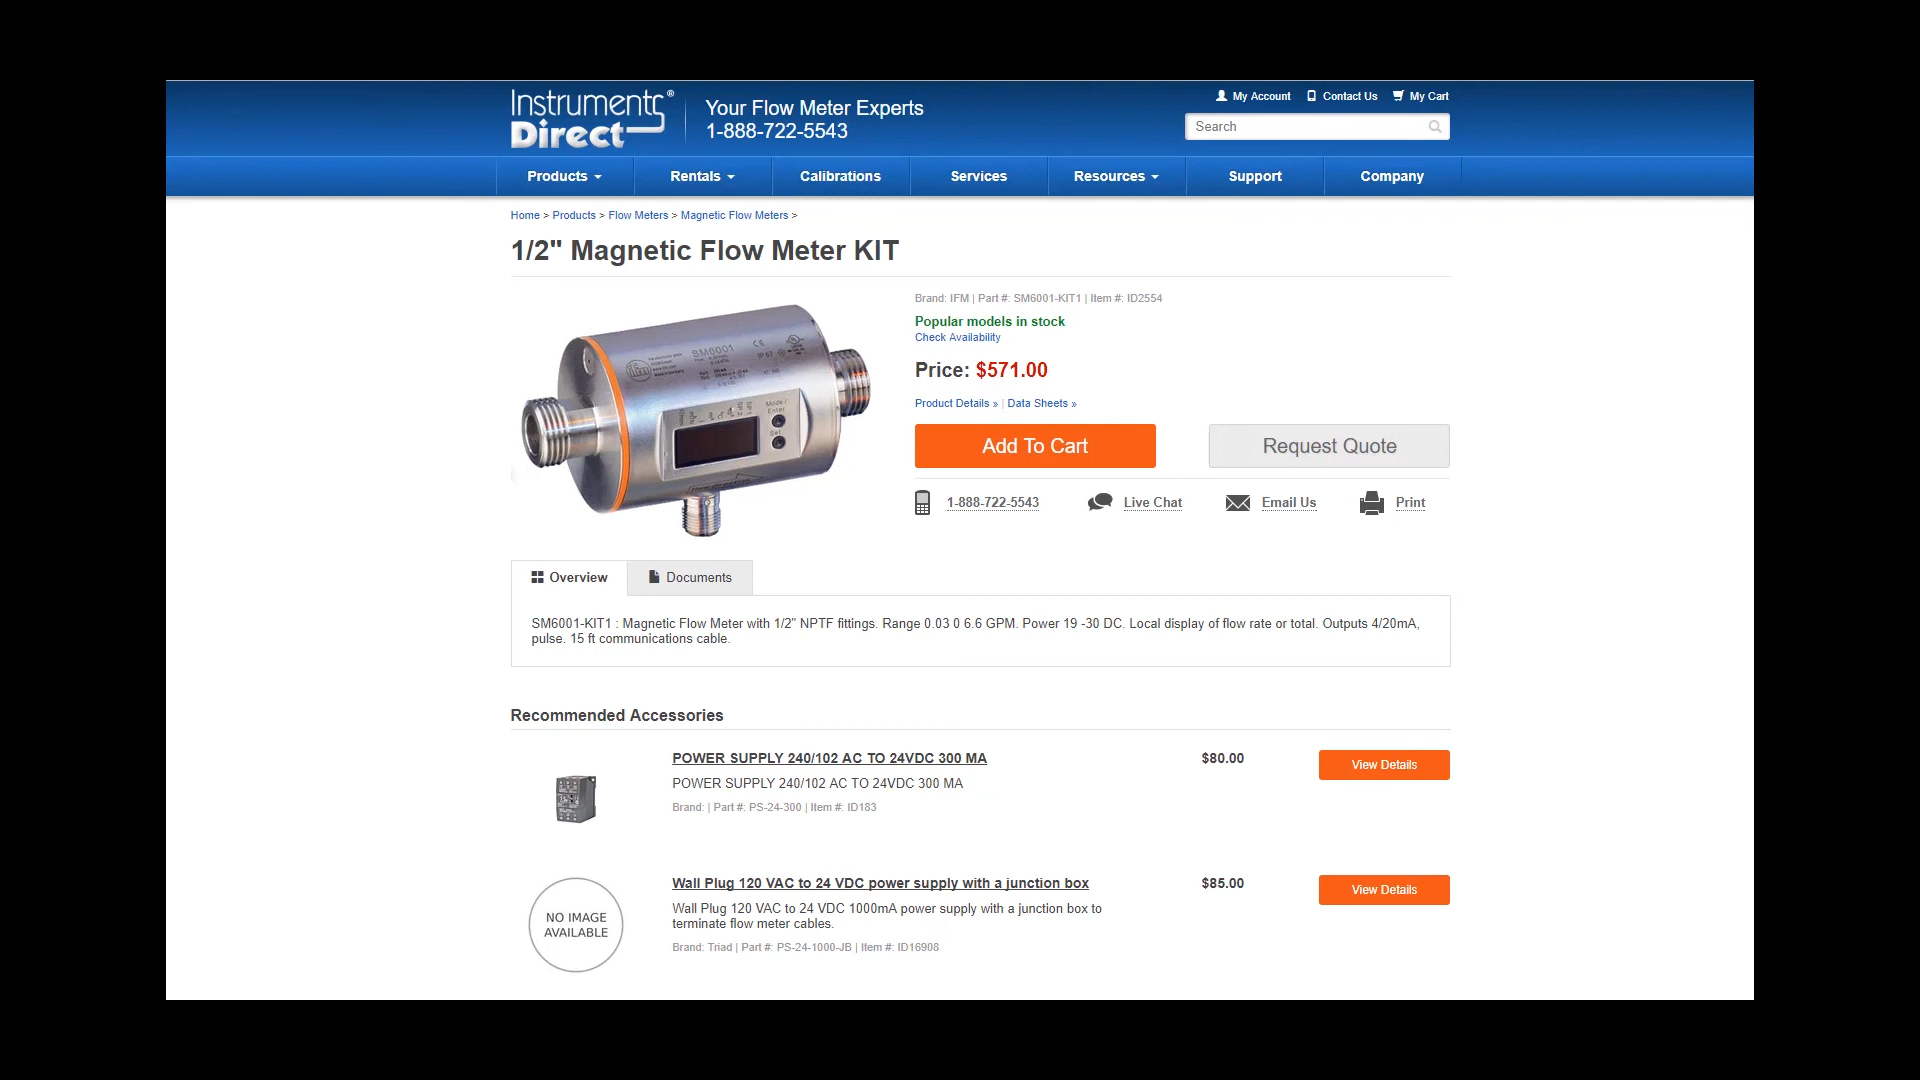 Instruments Direct®
Your Flow Meter Experts
1-888-722-5543
My Account
Contact Us
My Cart
Search
Products
Rentals
Calibrations
Services
Resources
Support
Company
Home > Products > Flow Meters > Magnetic Flow Meters >
1/2" Magnetic Flow Meter KIT
Brand: IFM | Part #: SM6001-KIT1 | Item #: ID2554
Popular models in stock
Check Availability
Price: $571.00
Product Details » | Data Sheets »
Add To Cart
Request Quote
1-888-722-5543
Live Chat
Email Us
Print
SM6001
ifm
IP 67
Mode /
Enter
Set
Overview
Documents
SM6001-KIT1 : Magnetic Flow Meter with 1/2" NPTF fittings. Range 0.03 0 6.6 GPM. Power 19 -30 DC. Local display of flow rate or total. Outputs 4/20mA,
pulse. 15 ft communications cable.
Recommended Accessories
POWER SUPPLY 240/102 AC TO 24VDC 300 MA
$80.00
View Details
POWER SUPPLY 240/102 AC TO 24VDC 300 MA
Brand: | Part #: PS-24-300 | Item #: ID183
NO IMAGE
AVAILABLE
Wall Plug 120 VAC to 24 VDC power supply with a junction box
$85.00
View Details
Wall Plug 120 VAC to 24 VDC 1000mA power supply with a junction box to
terminate flow meter cables.
Brand: Triad | Part #: PS-24-1000-JB | Item #: ID16908